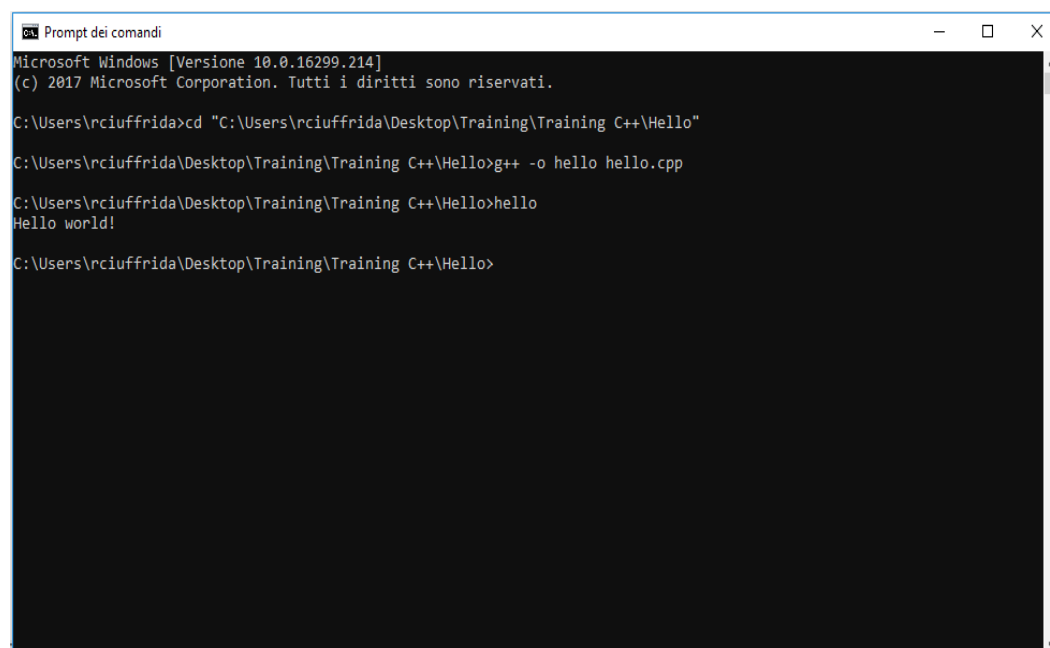 Prompt dei comandi
Microsoft Windows [Versione 10.0.16299.214]
(c) 2017 Microsoft Corporation. Tutti i diritti sono riservati.
C:\Users\rciuffrida>cd "C:\Users\rciuffrida\Desktop\Training\Training C++\Hello"
C:\Users\rciuffrida\Desktop\Training\Training C++\Hello>g++ -o hello hello.cpp
C:\Users\rciuffrida\Desktop\Training\Training C++\Hello>hello
Hello world!
C:\Users\rciuffrida\Desktop\Training\Training C++\Hello>